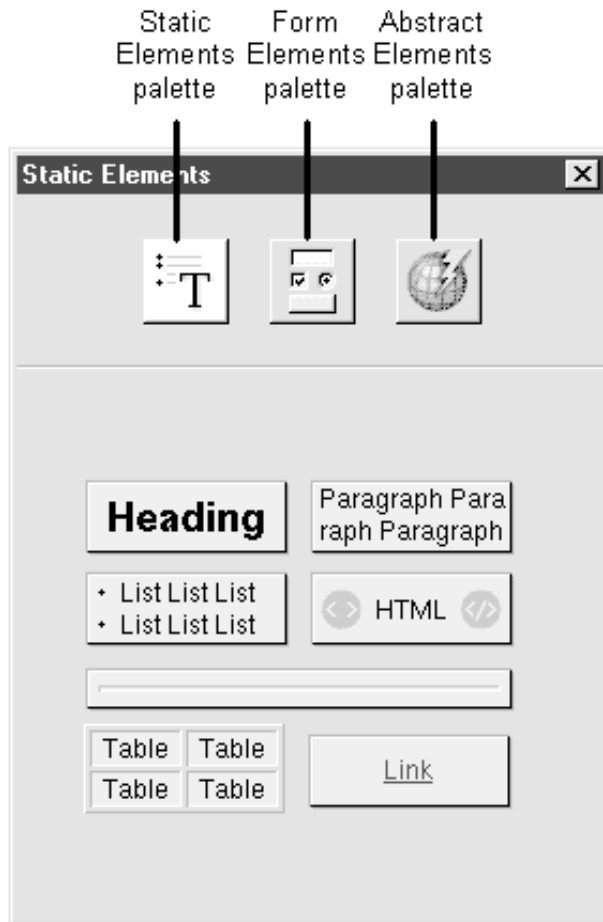 Static Form Abstract
Elements Elements Elements
palette palette palette
Static Elements
T
Heading
Paragraph Para
raph Paragraph
• List List List
• List List List
<> HTML </>
Table Table
Table Table
Link